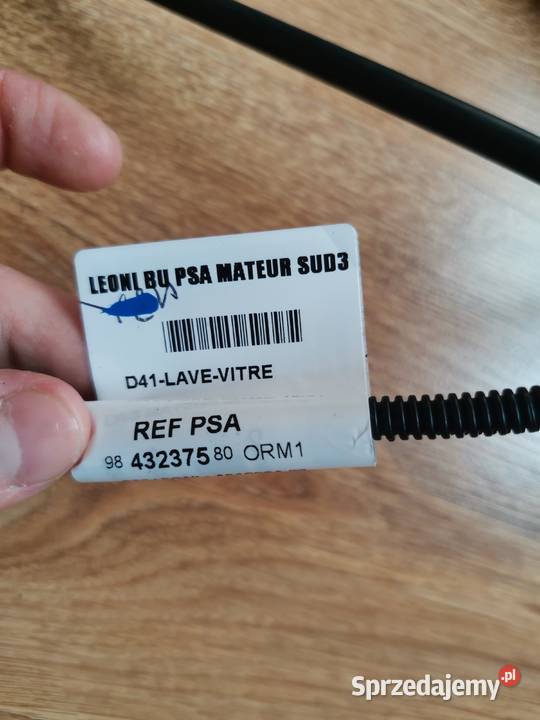 LEONI BU PSA MATEUR SUD3
D41-LAVE-VITRE
REF PSA
98 432375 80 ORM1
Sprzedajemy.pl